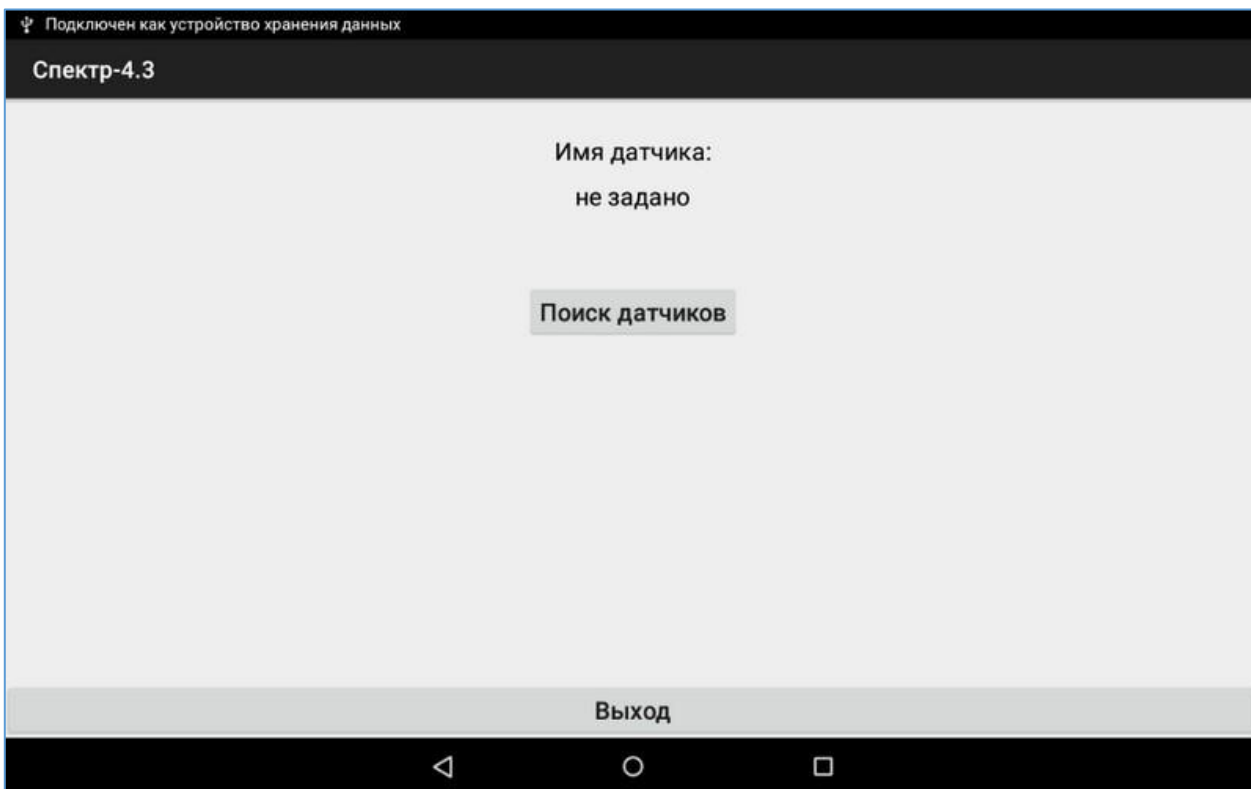 Подключен как устройство хранения данных
Спектр-4.3
Имя датчика:
не задано
Поиск датчиков
Выход